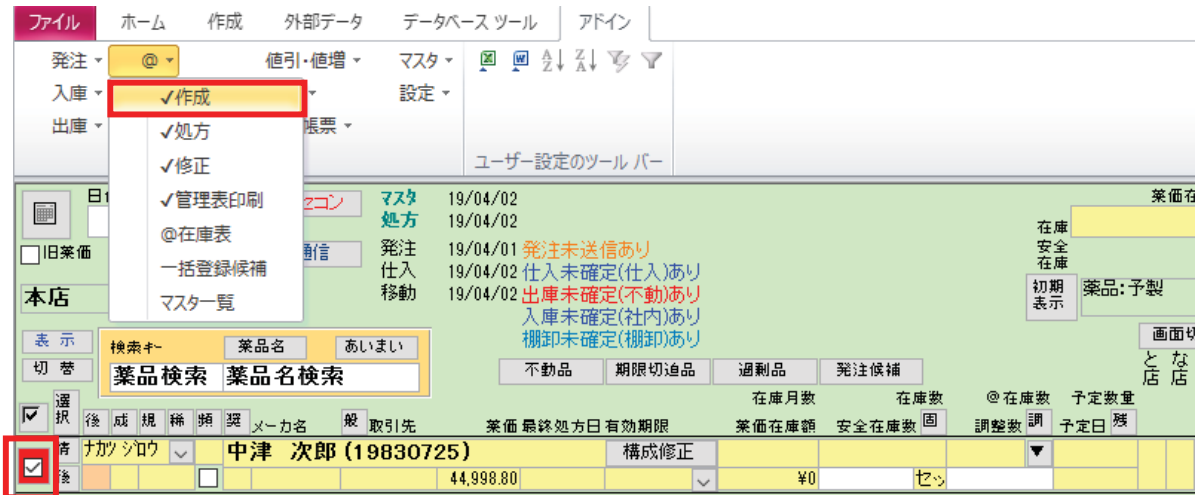 ファイル ホーム 作成 外部データ データベース ツール アドイン
発注 @ 値引・値増 マスタ
入庫 ✓作成 設定
出庫 ✓処方 帳票
✓修正 ユーザー設定のツール バー
✓管理表印刷 セコン マスタ 19/04/02 薬価在
@在庫表 処方 19/04/02 在庫
旧薬価 通信 発注 19/04/01 発注未送信あり 安全
一括登録候補 仕入 19/04/02 仕入未確定(仕入)あり 在庫
本店 マスタ一覧 移動 19/04/02 出庫未確定(不動)あり 初期表示 薬品:予製
入庫未確定(社内)あり
表示 検索キー 薬品名 あいまい 棚卸未確定(棚卸)あり
切替 薬品検索 薬品名検索 不動品 期限切迫品 過剰品 発注候補 と店 な店
在庫月数 在庫数 @在庫数 予定数量
選択 後 成 規 稀 頻 奨 メーカ名 般 取引先 薬価 最終処方日 有効期限 薬価在庫額 安全在庫数 固 調整数 調 予定日 残
ナカツ ジロウ 中津 次郎 (19830725) 構成修正
後 44,998.80 ¥0 セッ